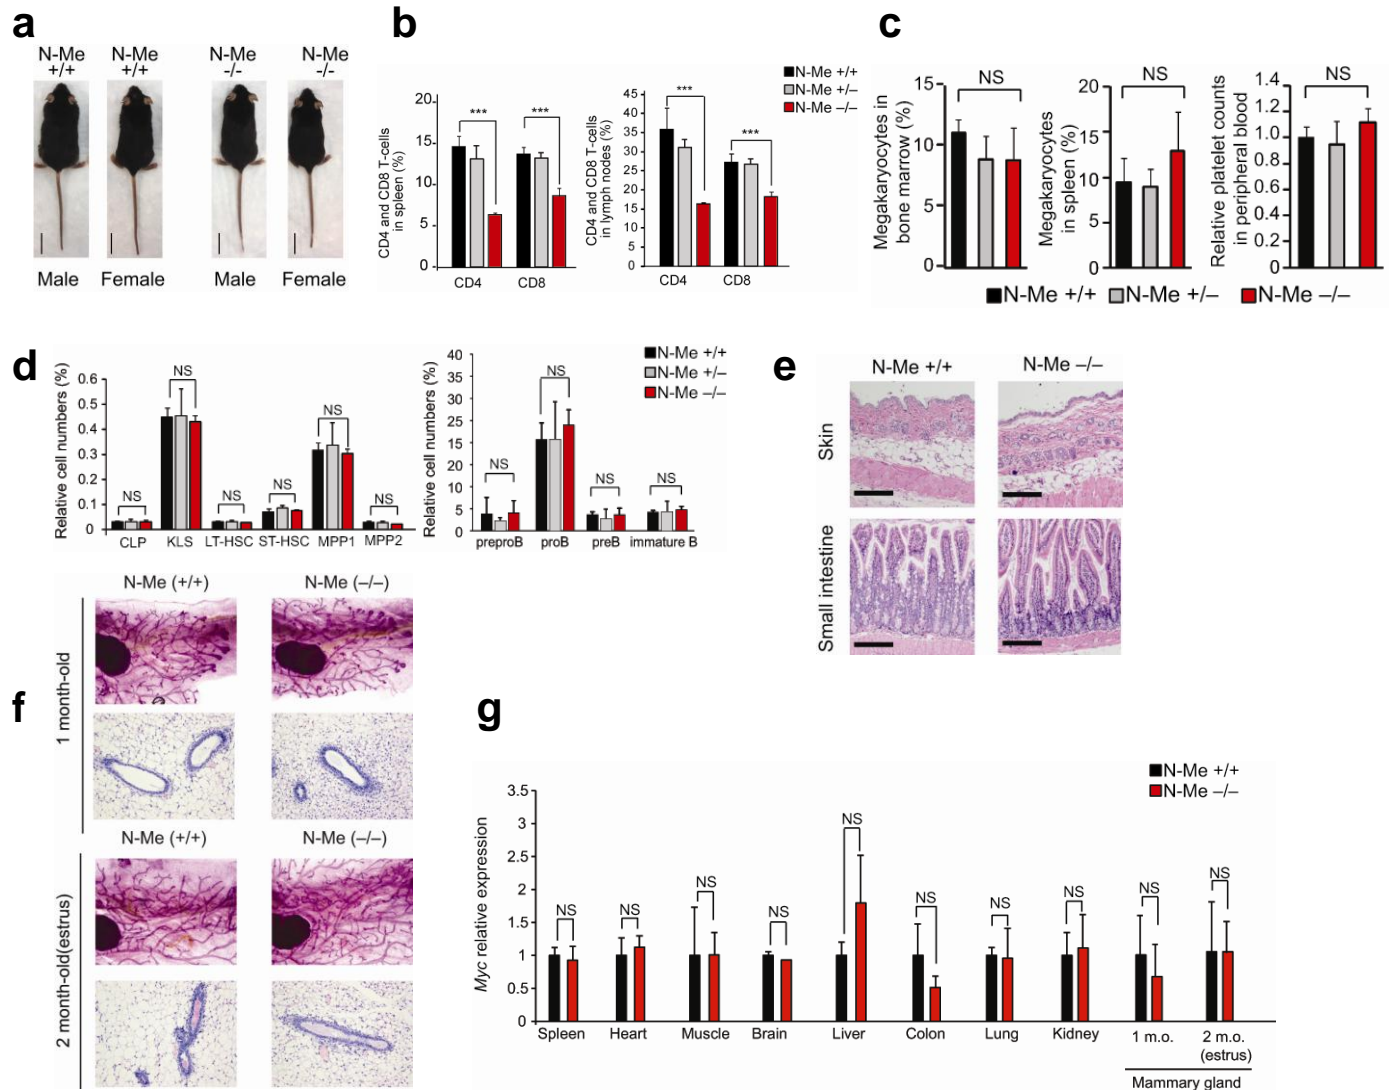 a
N-Me
+/+
N-Me
+/+
N-Me
-/-
N-Me
-/-
Male
Female
Male
Female
b
N-Me +/+
N-Me +/–
N-Me –/–
CD4 and CD8 T-cells
in spleen (%)
20
15
10
5
0
***
***
CD4
CD8
CD4 and CD8 T-cells
in lymph nodes (%)
45
40
35
30
25
20
15
10
5
0
***
***
CD4
CD8
c
Megakaryocytes in
bone marrow (%)
15
10
5
0
NS
Megakaryocytes
in spleen (%)
20
15
10
5
0
NS
Relative platelet counts
in peripheral blood
1.4
1.2
1.0
0.8
0.6
0.4
0.2
0
NS
N-Me +/+
N-Me +/–
N-Me –/–
d
Relative cell numbers (%)
0.6
0.5
0.4
0.3
0.2
0.1
0
NS
NS
NS
NS
NS
NS
CLP
KLS
LT-HSC
ST-HSC
MPP1
MPP2
Relative cell numbers (%)
40
35
30
25
20
15
10
5
0
NS
NS
NS
NS
preproB
proB
preB
immature B
N-Me +/+
N-Me +/–
N-Me –/–
e
N-Me +/+
N-Me –/–
Skin
Small intestine
f
N-Me (+/+)
N-Me (–/–)
1 month-old
N-Me (+/+)
N-Me (–/–)
2 month-old(estrus)
g
N-Me +/+
N-Me –/–
Myc relative expression
3.5
3
2.5
2
1.5
1
0.5
0
NS
NS
NS
NS
NS
NS
NS
NS
NS
NS
Spleen
Heart
Muscle
Brain
Liver
Colon
Lung
Kidney
1 m.o.
2 m.o.
(estrus)
Mammary gland